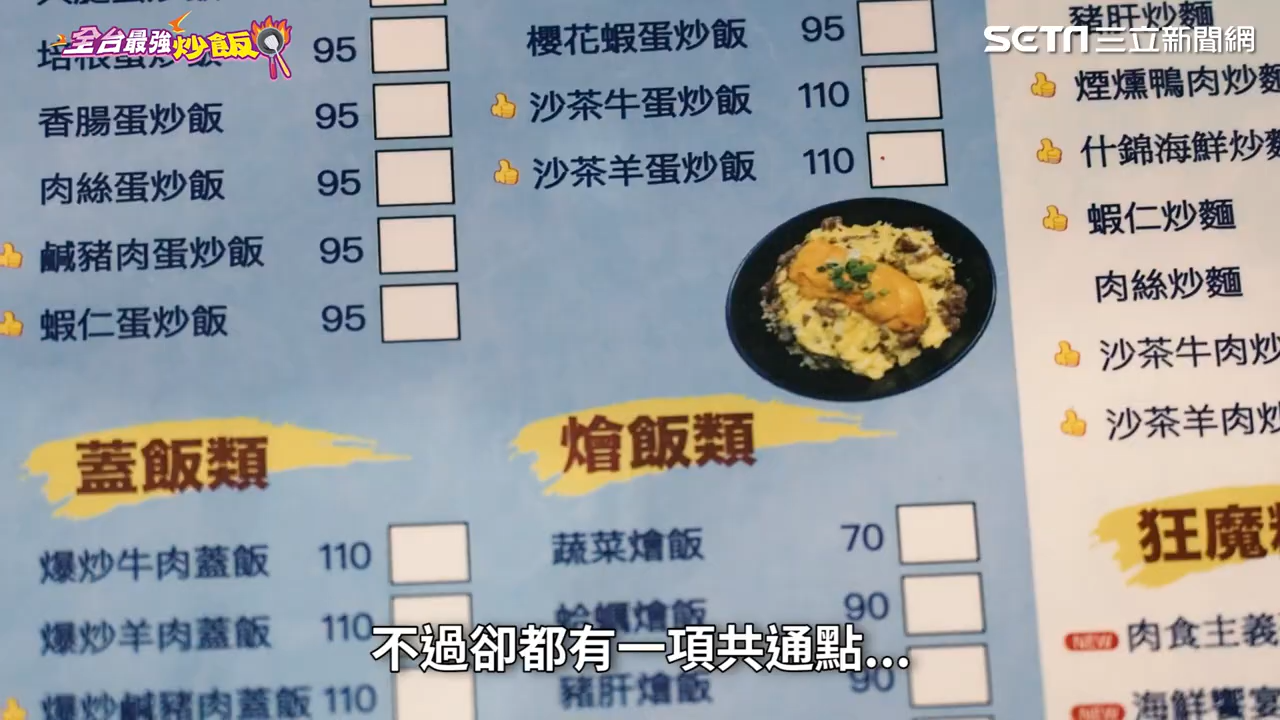 全台最強炒飯
SETN三立新聞網
培根蛋炒飯 95
香腸蛋炒飯 95
肉絲蛋炒飯 95
鹹豬肉蛋炒飯 95
蝦仁蛋炒飯 95
櫻花蝦蛋炒飯 95
沙茶牛蛋炒飯 110
沙茶羊蛋炒飯 110
蓋飯類
爆炒牛肉蓋飯 110
爆炒羊肉蓋飯 110
爆炒鹹豬肉蓋飯 110
燴飯類
蔬菜燴飯 70
蛤蠣燴飯 90
豬肝燴飯 90
豬肝炒麵
煙燻鴨肉炒麵
什錦海鮮炒麵
蝦仁炒麵
肉絲炒麵
沙茶牛肉炒
沙茶羊肉炒
狂魔
NEW 肉食主義
NEW 海鮮饗宴
不過卻都有一項共通點...